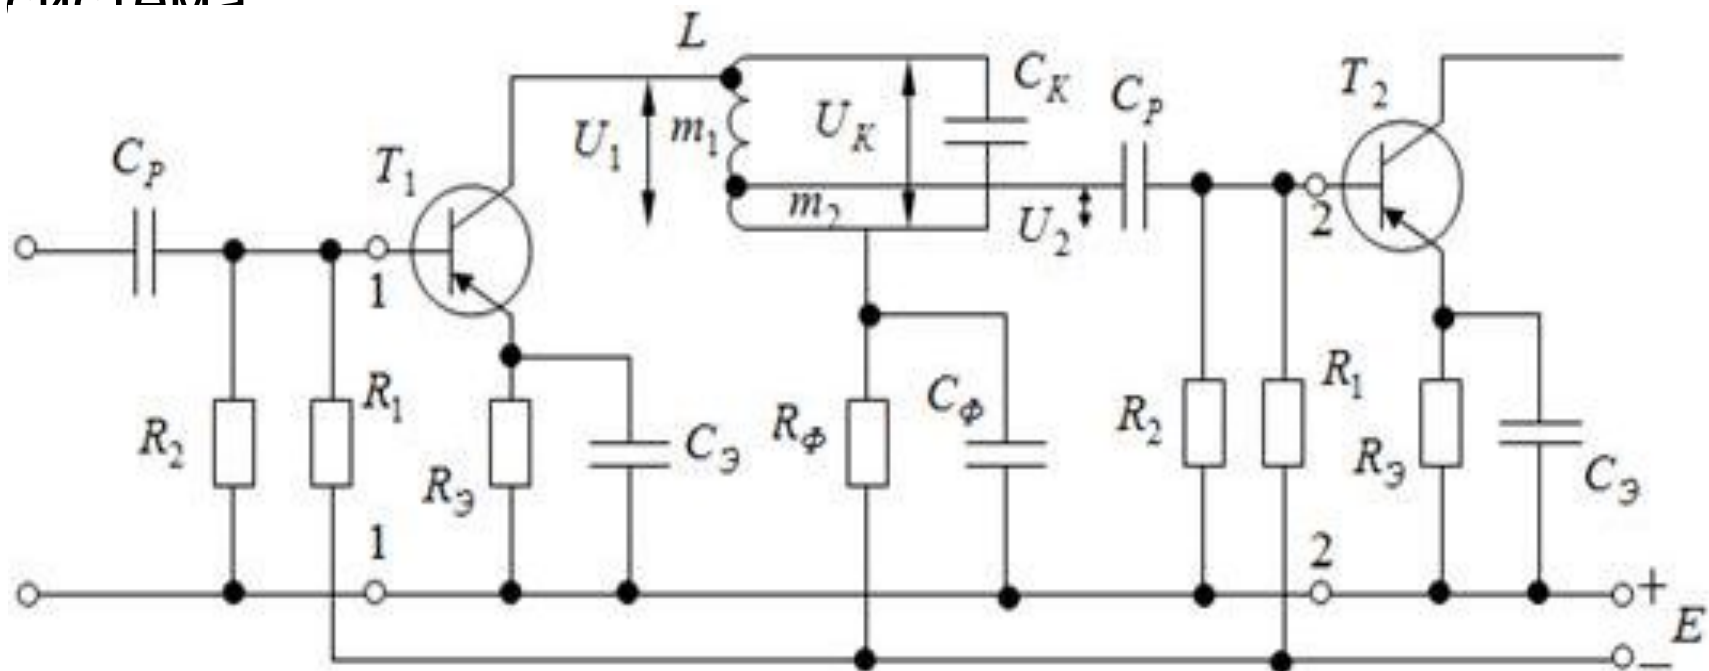 L
C_K
C_P
T_2
U_1
m_1
U_K
C_P
T_1
m_2
U_2
2
1
R_1
R_1
R_2
C_Э
R_Ф
C_Ф
R_2
R_Э
C_Э
R_Э
1
2
+
E
–